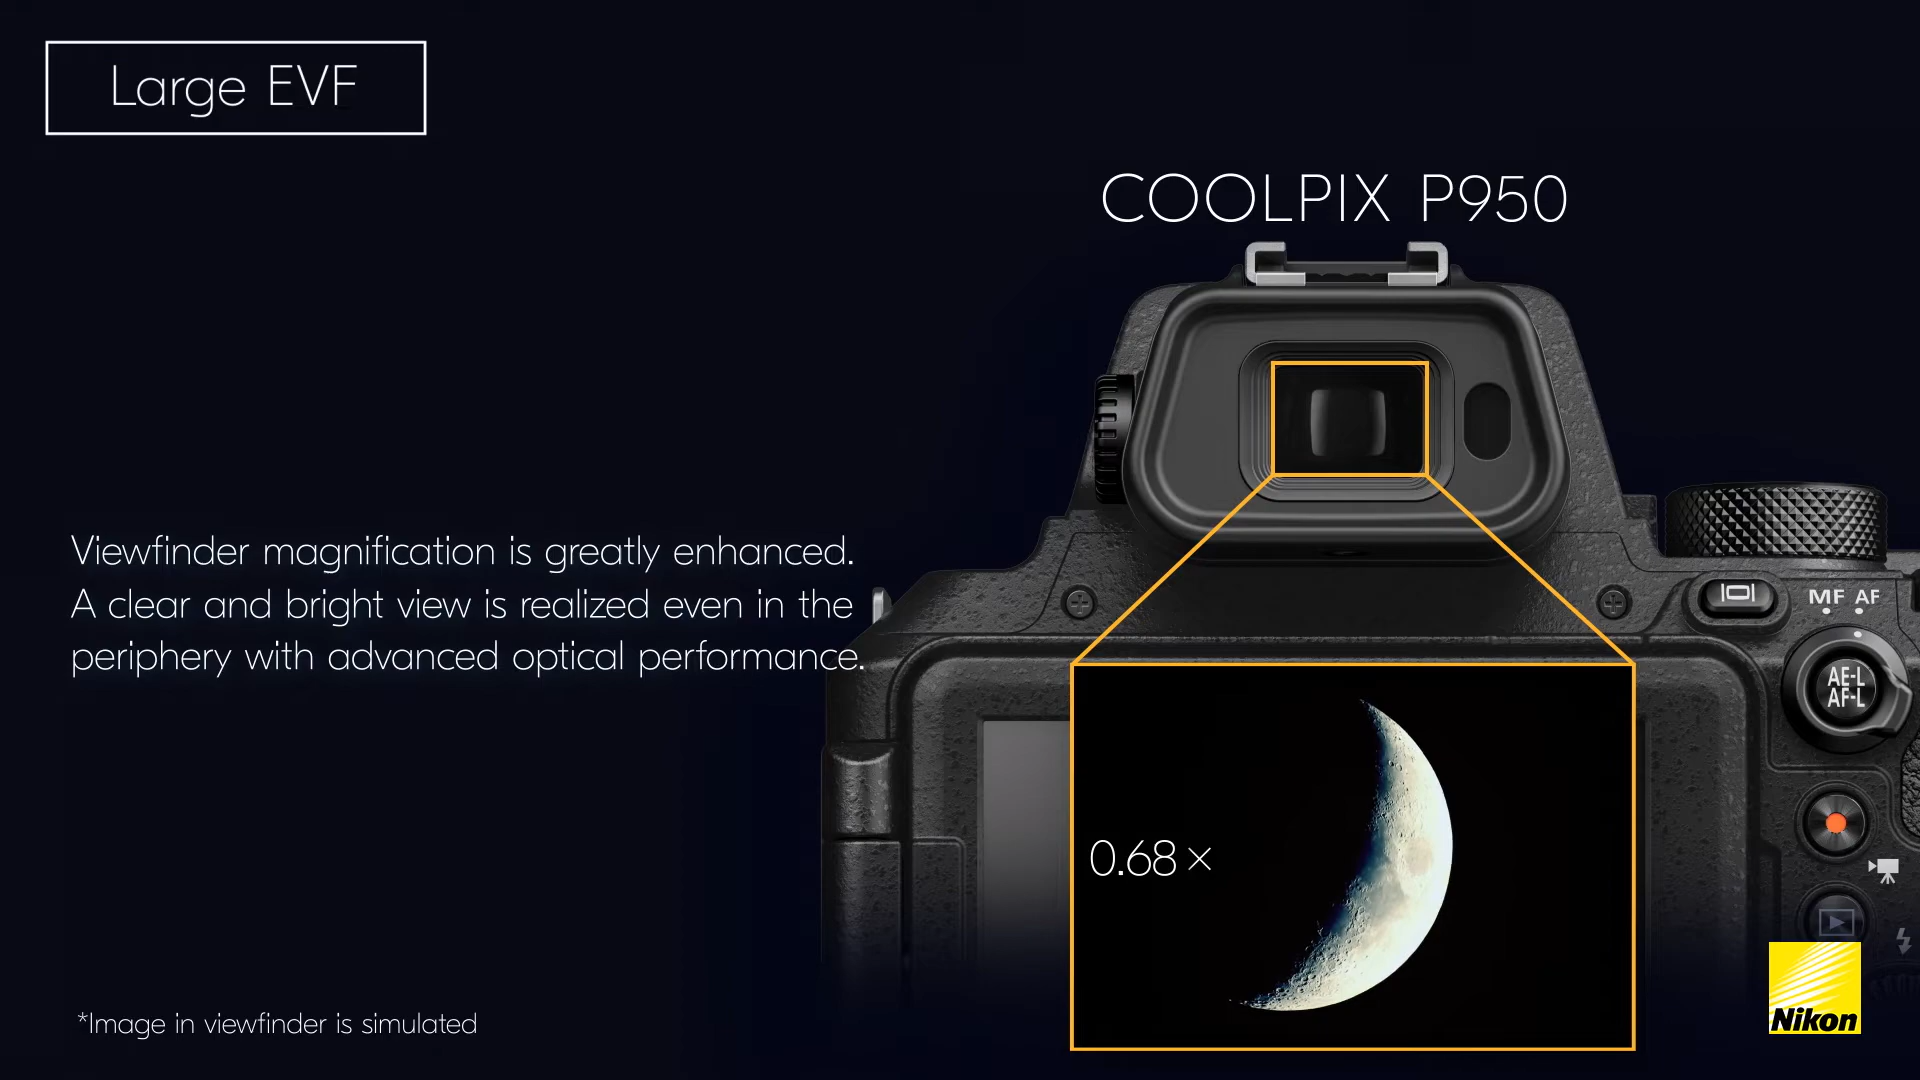 Large EVF
COOLPIX P950
Viewfinder magnification is greatly enhanced.
A clear and bright view is realized even in the
periphery with advanced optical performance.
MF AF
AE-L
AF-L
0.68×
*Image in viewfinder is simulated
Nikon